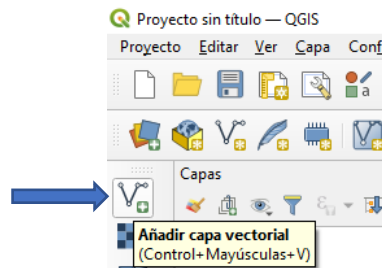 Proyecto sin título — QGIS
Proyecto Editar Ver Capa Conf
a
Capas
Añadir capa vectorial
(Control+Mayúsculas+V)